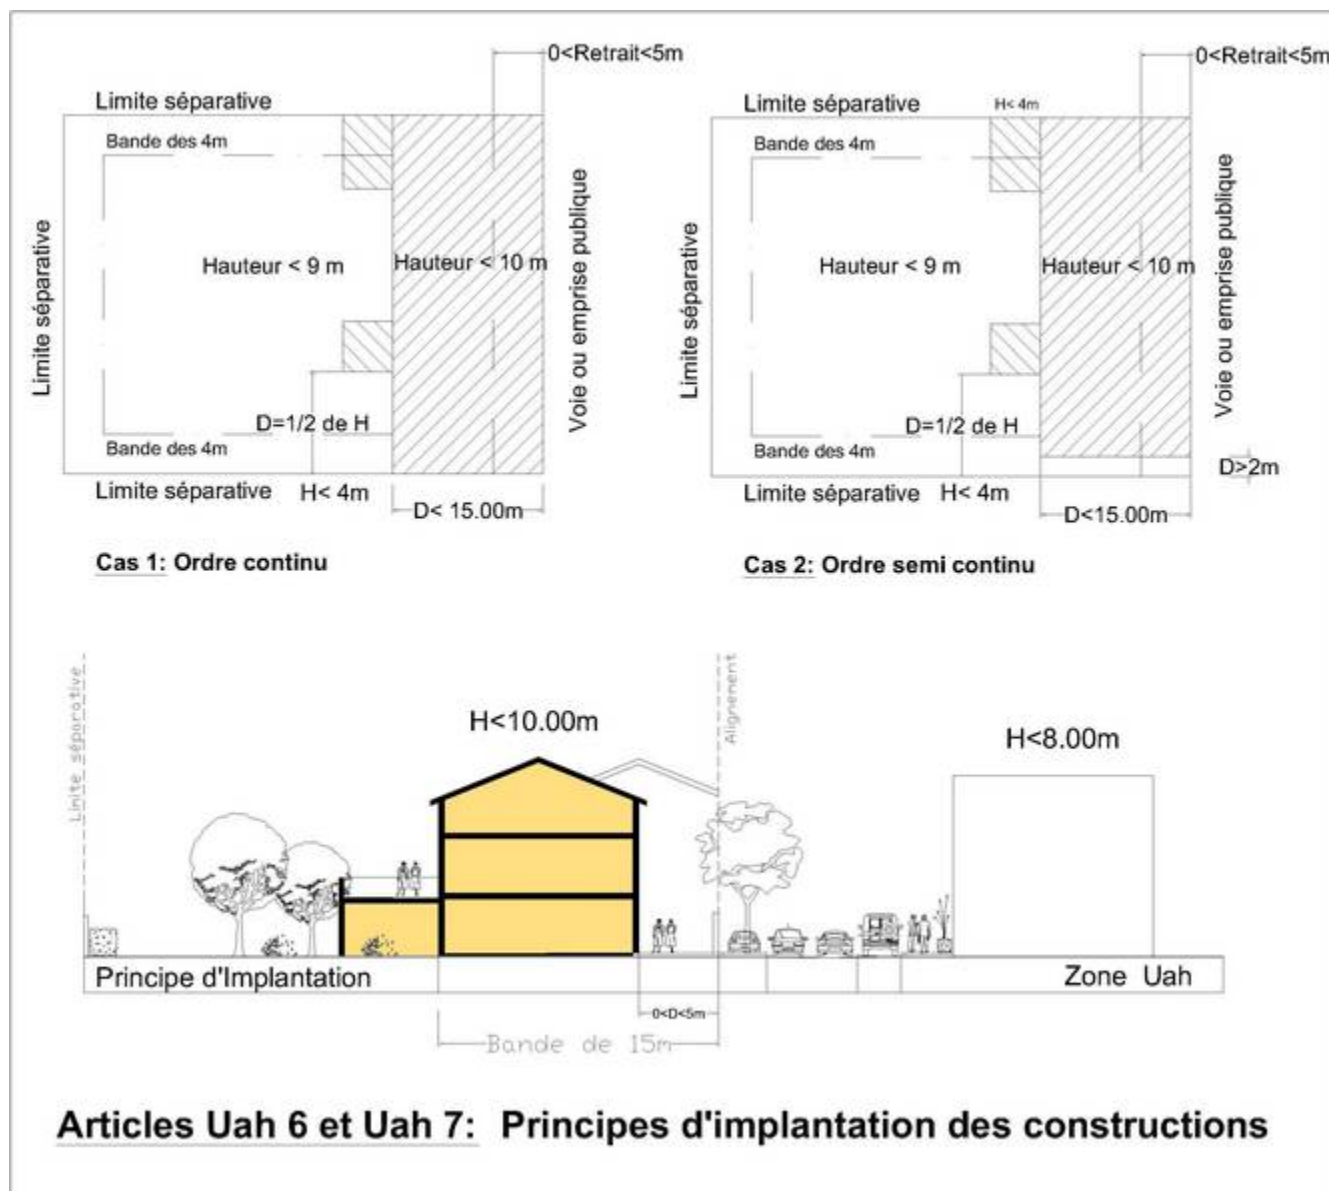 0<Retrait<5m
Limite séparative
Bande des 4m
Limite séparative
Hauteur < 9 m
Hauteur < 10 m
Voie ou emprise publique
D=1/2 de H
Bande des 4m
Limite séparative
H< 4m
D< 15.00m
Cas 1: Ordre continu
0<Retrait<5m
Limite séparative
H< 4m
Bande des 4m
Limite séparative
Hauteur < 9 m
Hauteur < 10 m
Voie ou emprise publique
D=1/2 de H
Bande des 4m
D>2m
Limite séparative
H< 4m
D<15.00m
Cas 2: Ordre semi continu
Linite séparative
H<10.00m
Alignenent
H<8.00m
Principe d'Implantation
Zone Uah
0<D<5m
Bande de 15m
Articles Uah 6 et Uah 7: Principes d'implantation des constructions